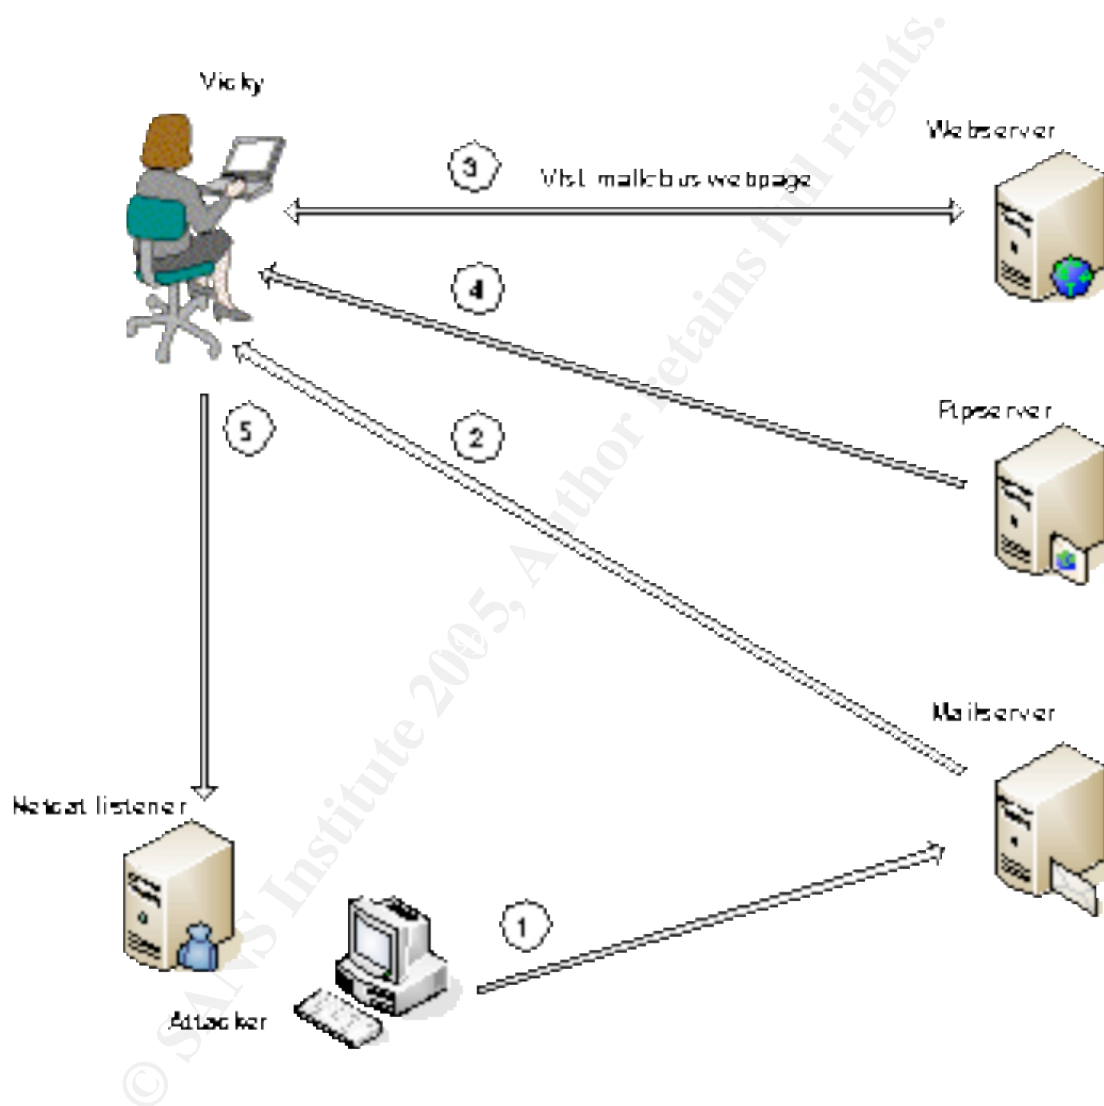 Vicky
Webserver
3
Visit malicious webpage
4
Ftpserver
5
2
Mailserver
Netcat listener
1
Attacker
© SANS Institute 2005, Author retains full rights.